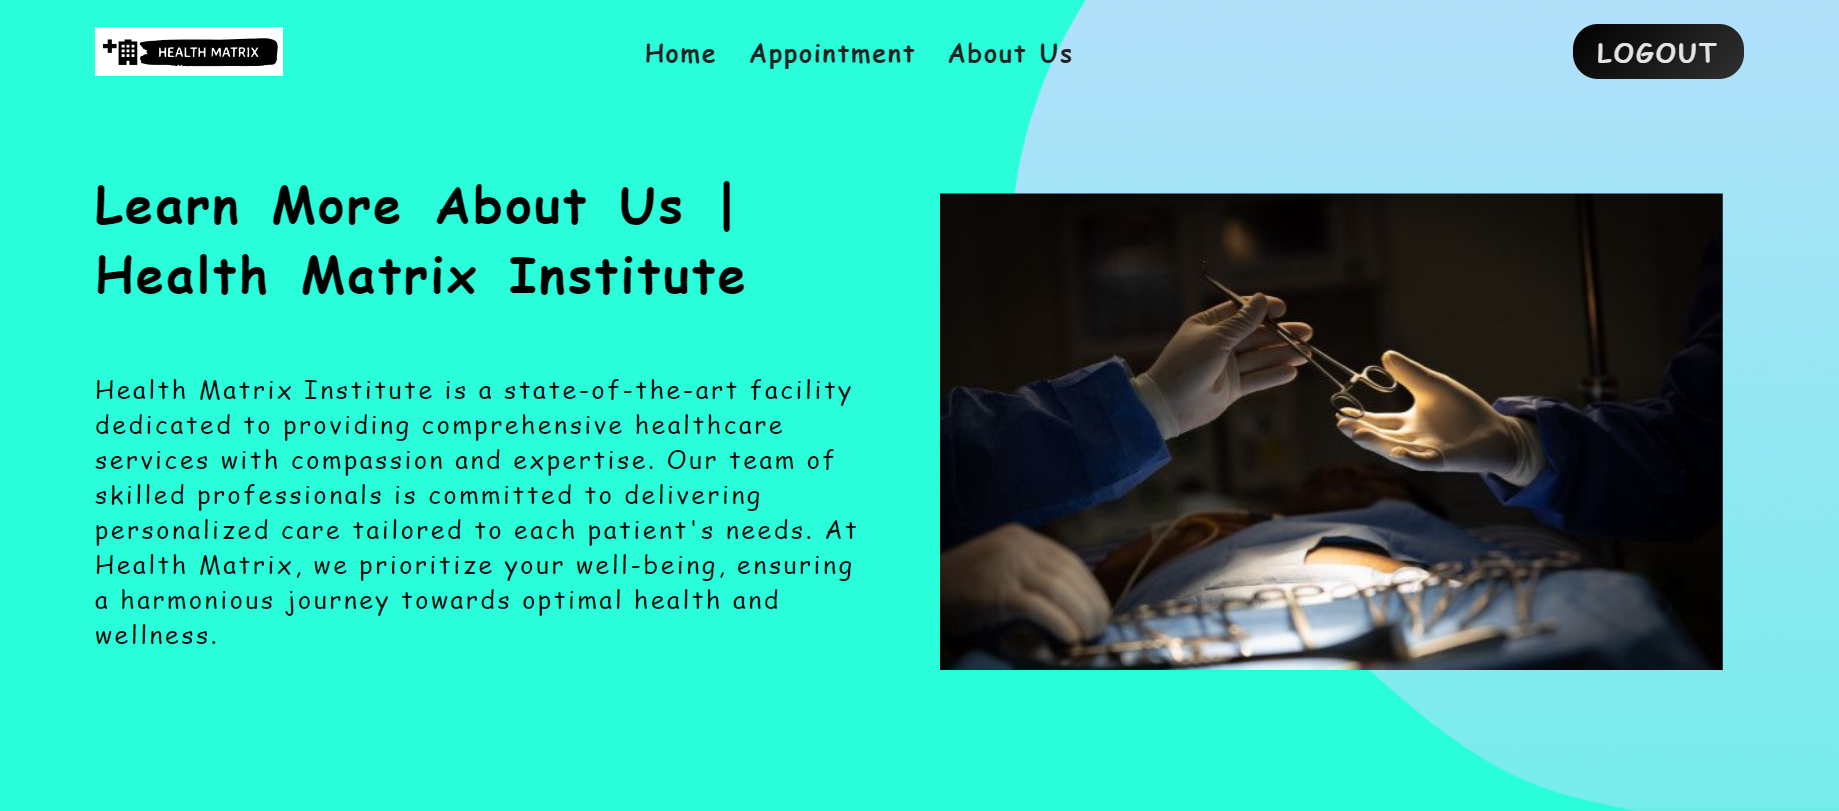 HEALTH MATRIX
Home Appointment About Us
LOGOUT
Learn More About Us |
Health Matrix Institute
Health Matrix Institute is a state-of-the-art facility
dedicated to providing comprehensive healthcare
services with compassion and expertise. Our team of
skilled professionals is committed to delivering
personalized care tailored to each patient's needs. At
Health Matrix, we prioritize your well-being, ensuring
a harmonious journey towards optimal health and
wellness.